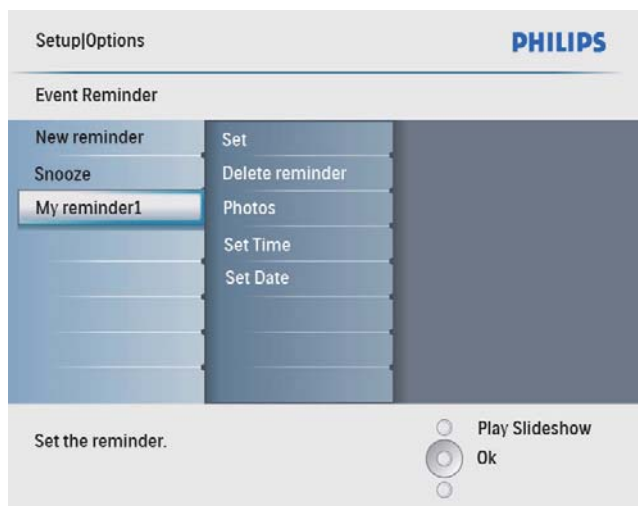 Setup|Options
PHILIPS
Event Reminder
New reminder
Snooze
My reminder1
Set
Delete reminder
Photos
Set Time
Set Date
Set the reminder.
Play Slideshow
Ok